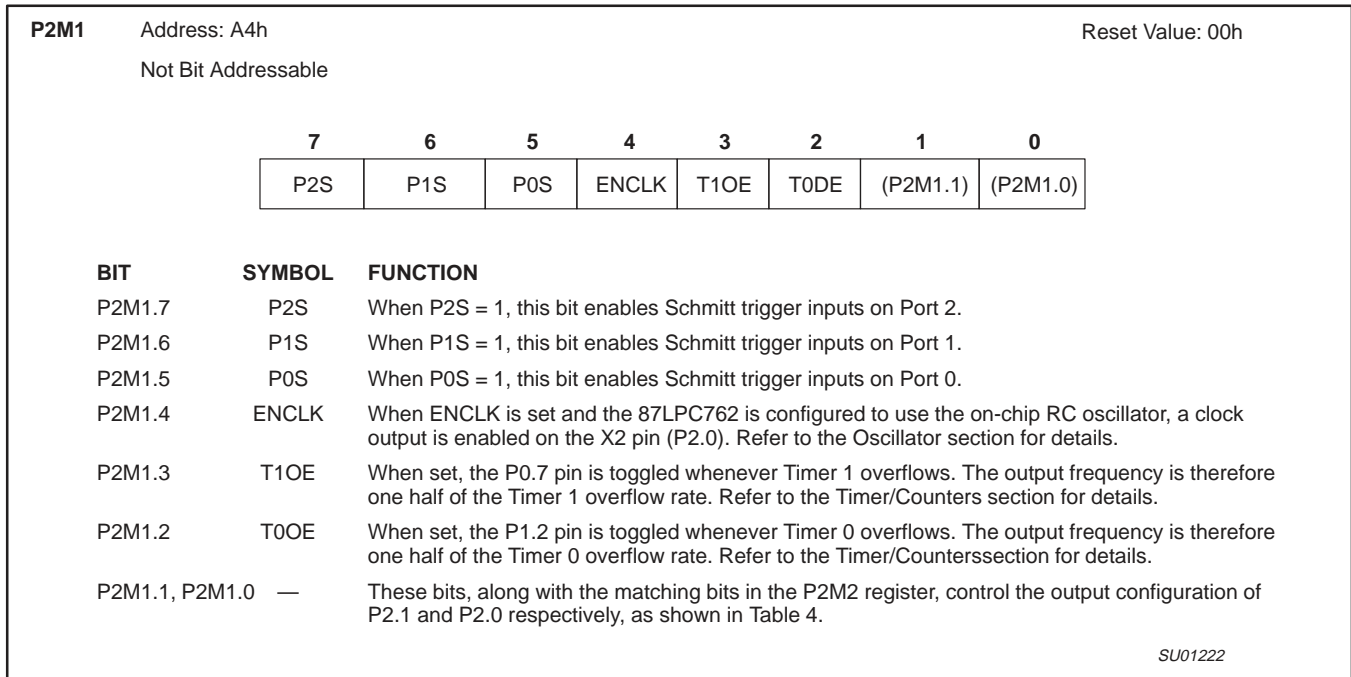 P2M1 Address: A4h Reset Value: 00h
Not Bit Addressable
7 6 5 4 3 2 1 0
P2S P1S P0S ENCLK T1OE T0DE (P2M1.1) (P2M1.0)
BIT SYMBOL FUNCTION
P2M1.7 P2S When P2S = 1, this bit enables Schmitt trigger inputs on Port 2.
P2M1.6 P1S When P1S = 1, this bit enables Schmitt trigger inputs on Port 1.
P2M1.5 P0S When P0S = 1, this bit enables Schmitt trigger inputs on Port 0.
P2M1.4 ENCLK When ENCLK is set and the 87LPC762 is configured to use the on-chip RC oscillator, a clock
output is enabled on the X2 pin (P2.0). Refer to the Oscillator section for details.
P2M1.3 T1OE When set, the P0.7 pin is toggled whenever Timer 1 overflows. The output frequency is therefore
one half of the Timer 1 overflow rate. Refer to the Timer/Counters section for details.
P2M1.2 T0OE When set, the P1.2 pin is toggled whenever Timer 0 overflows. The output frequency is therefore
one half of the Timer 0 overflow rate. Refer to the Timer/Counterssection for details.
P2M1.1, P2M1.0 — These bits, along with the matching bits in the P2M2 register, control the output configuration of
P2.1 and P2.0 respectively, as shown in Table 4.
SU01222